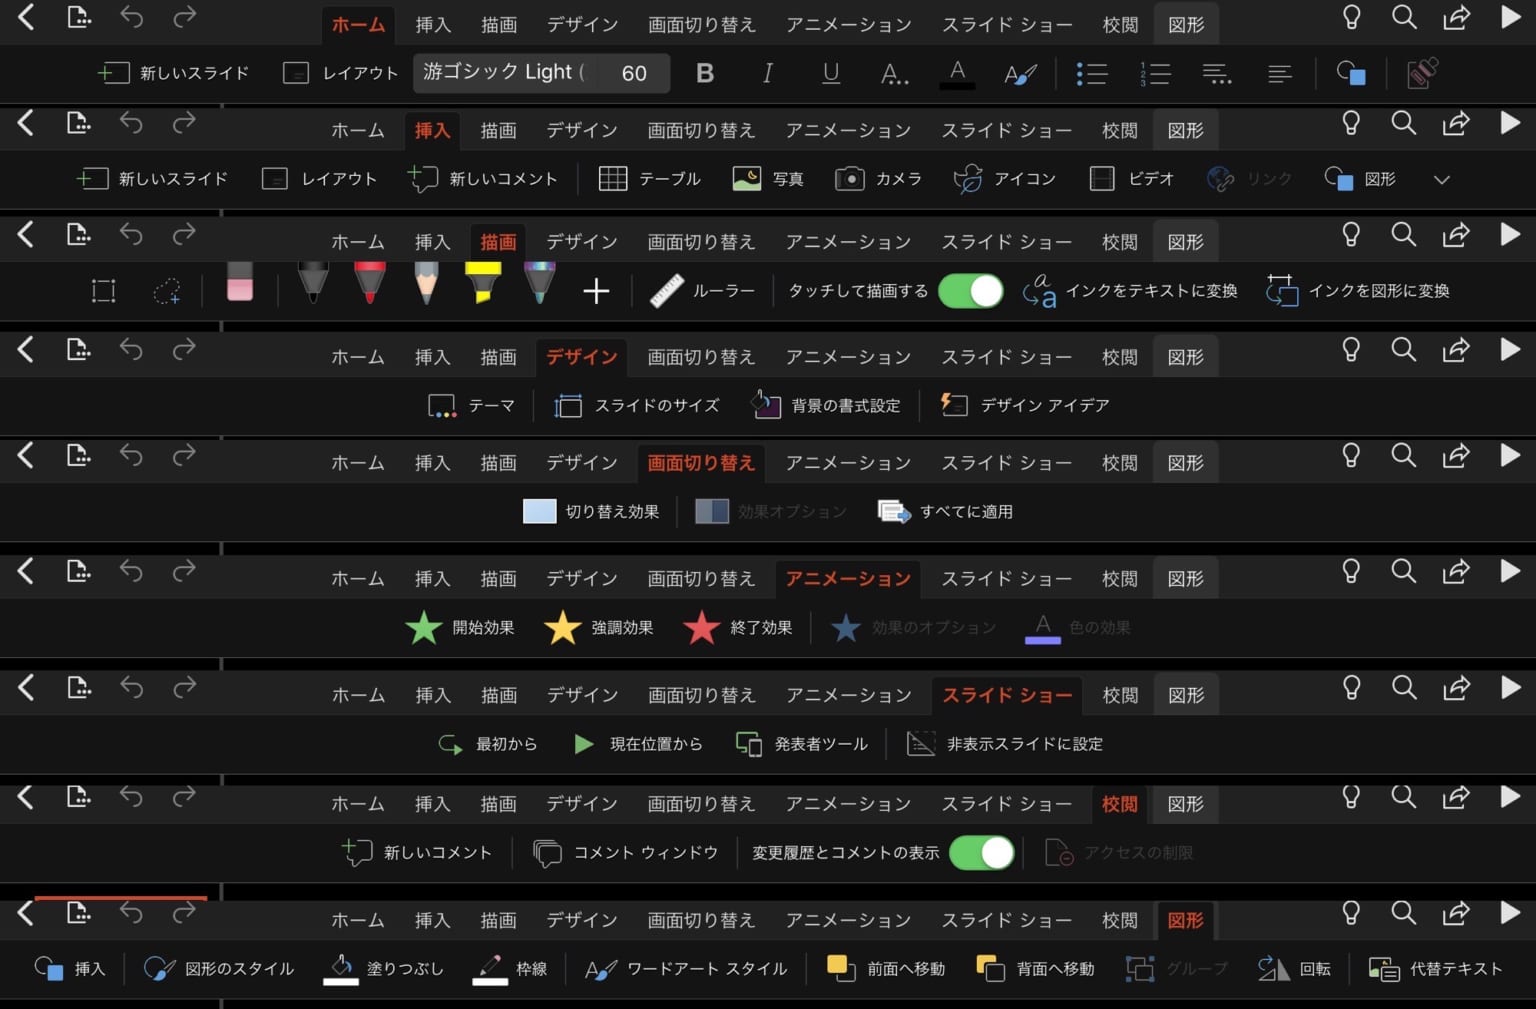 ホーム 挿入 描画 デザイン 画面切り替え アニメーション スライド ショー 校閲 図形
新しいスライド レイアウト 游ゴシック Light ( 60 B I U A.. A A
ホーム 挿入 描画 デザイン 画面切り替え アニメーション スライド ショー 校閲 図形
新しいスライド レイアウト 新しいコメント テーブル 写真 カメラ アイコン ビデオ リンク 図形
ホーム 挿入 描画 デザイン 画面切り替え アニメーション スライド ショー 校閲 図形
ルーラー タッチして描画する インクをテキストに変換 インクを図形に変換
ホーム 挿入 描画 デザイン 画面切り替え アニメーション スライド ショー 校閲 図形
テーマ スライドのサイズ 背景の書式設定 デザイン アイデア
ホーム 挿入 描画 デザイン 画面切り替え アニメーション スライド ショー 校閲 図形
切り替え効果 効果オプション すべてに適用
ホーム 挿入 描画 デザイン 画面切り替え アニメーション スライド ショー 校閲 図形
開始効果 強調効果 終了効果 効果のオプション A 色の効果
ホーム 挿入 描画 デザイン 画面切り替え アニメーション スライド ショー 校閲 図形
最初から 現在位置から 発表者ツール 非表示スライドに設定
ホーム 挿入 描画 デザイン 画面切り替え アニメーション スライド ショー 校閲 図形
新しいコメント コメント ウィンドウ 変更履歴とコメントの表示 アクセスの制限
ホーム 挿入 描画 デザイン 画面切り替え アニメーション スライド ショー 校閲 図形
挿入 図形のスタイル 塗りつぶし 枠線 ワードアート スタイル 前面へ移動 背面へ移動 グループ 回転 代替テキスト